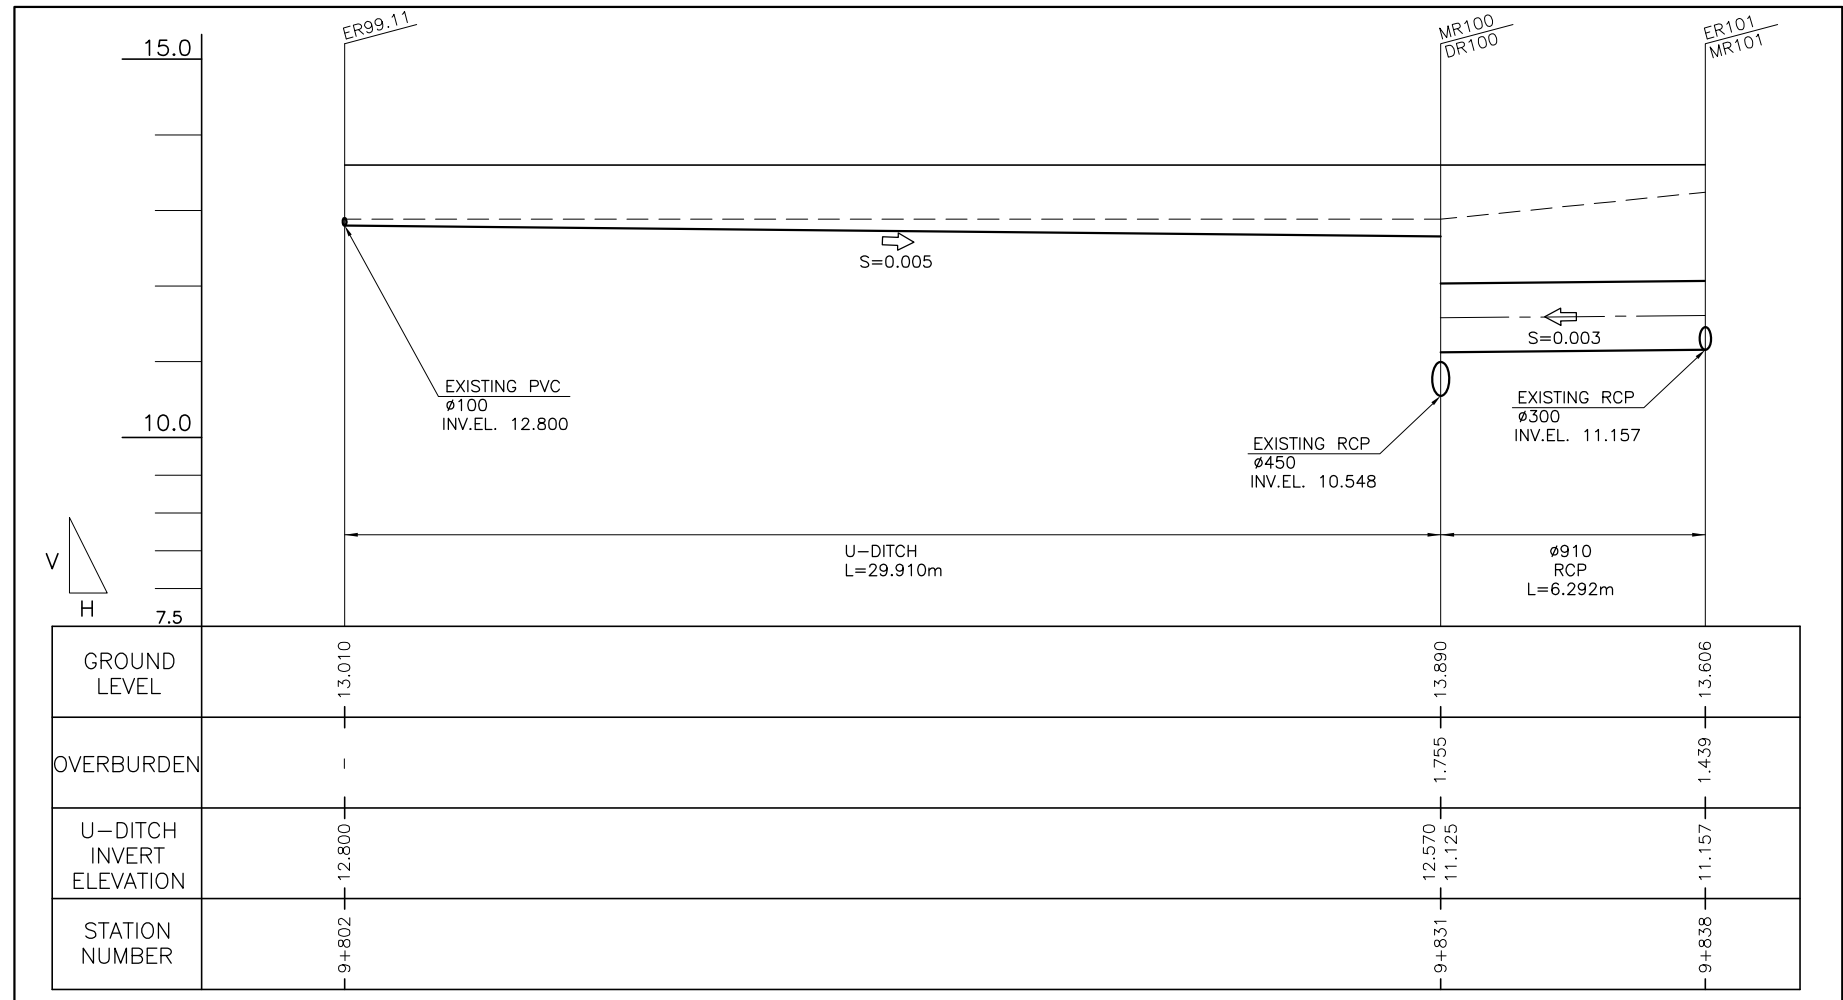 ER99.11
MR100
DR100
ER101
MR101
15.0
S=0.005
S=0.003
EXISTING PVC
ø100
INV.EL. 12.800
EXISTING RCP
ø300
INV.EL. 11.157
10.0
EXISTING RCP
ø450
INV.EL. 10.548
V
H
U-DITCH
L=29.910m
ø910
RCP
L=6.292m
7.5
GROUND
LEVEL
13.010
13.890
13.606
OVERBURDEN
-
1.755
1.439
U-DITCH
INVERT
ELEVATION
12.800
12.570
11.125
11.157
STATION
NUMBER
9+802
9+831
9+838